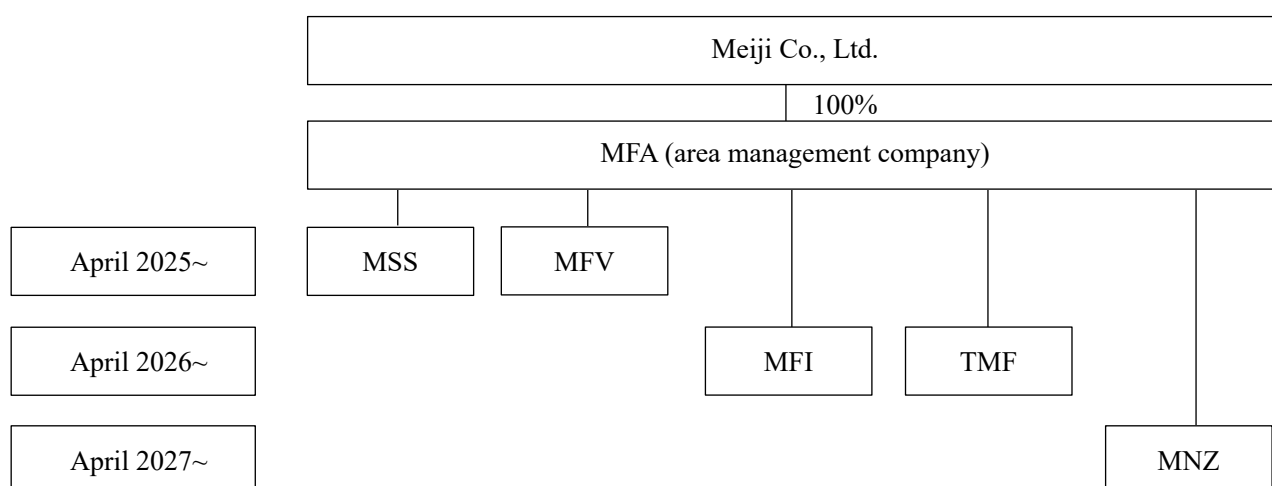 Meiji Co., Ltd.
100%
MFA (area management company)
April 2025~
MSS
MFV
April 2026~
MFI
TMF
April 2027~
MNZ